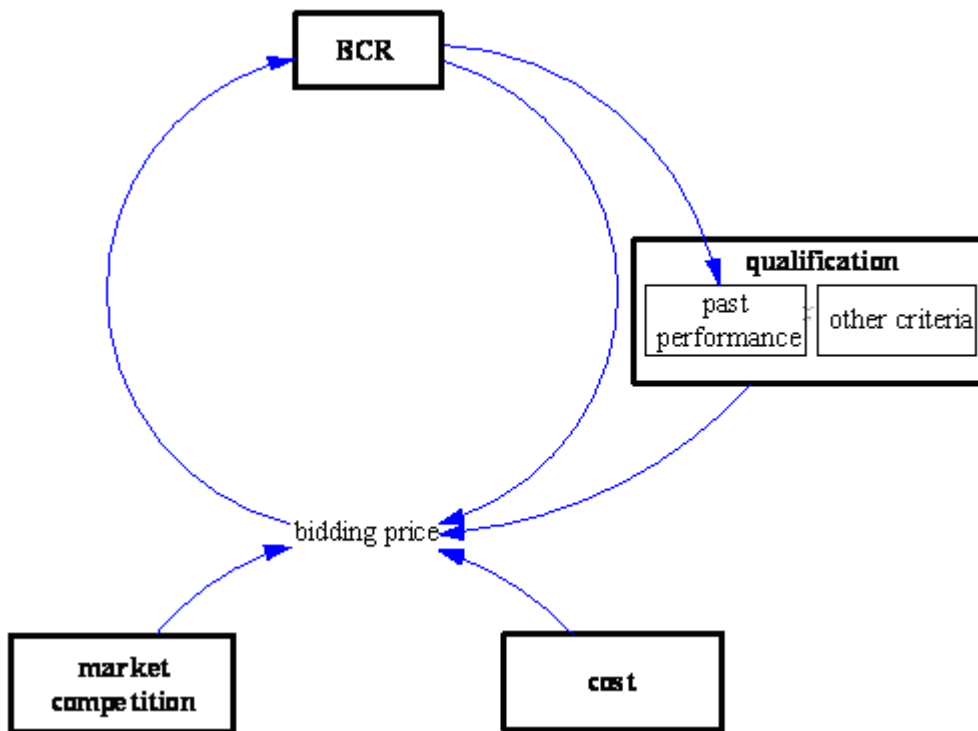 BCR
qualification
past
performance
other criteria
bidding price
market
competition
cost